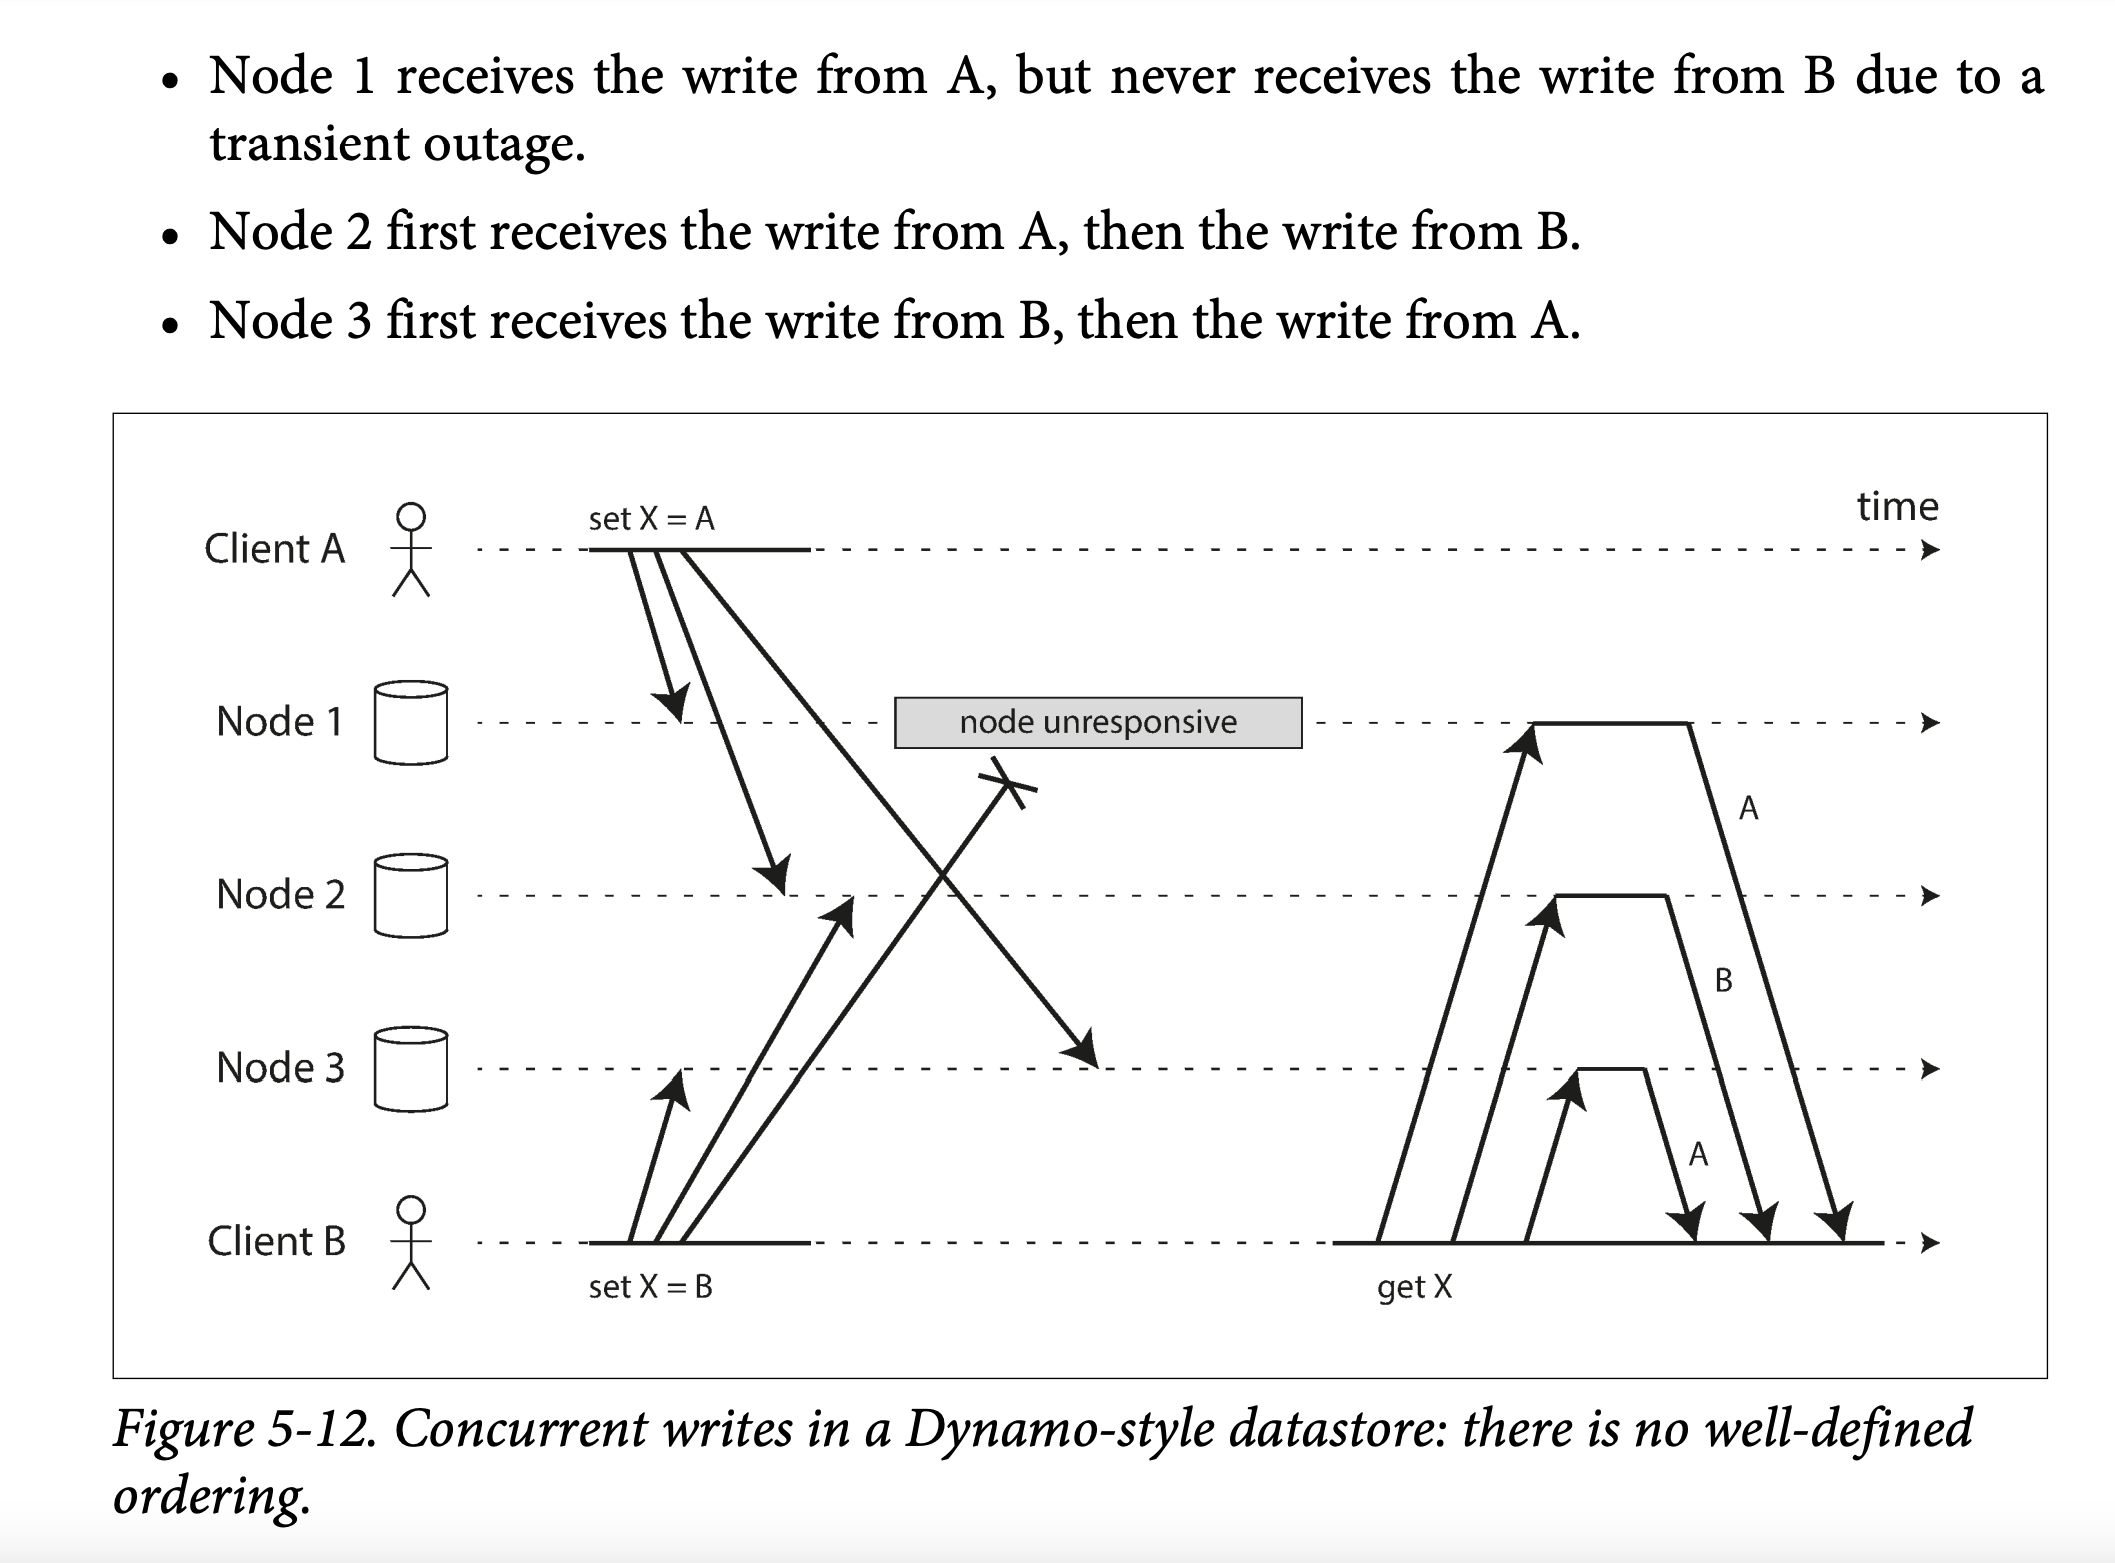 • Node 1 receives the write from A, but never receives the write from B due to a
transient outage.
• Node 2 first receives the write from A, then the write from B.
• Node 3 first receives the write from B, then the write from A.
set X = A
time
Client A
Node 1
node unresponsive
A
Node 2
B
Node 3
A
Client B
set X = B
get X
Figure 5-12. Concurrent writes in a Dynamo-style datastore: there is no well-defined
ordering.